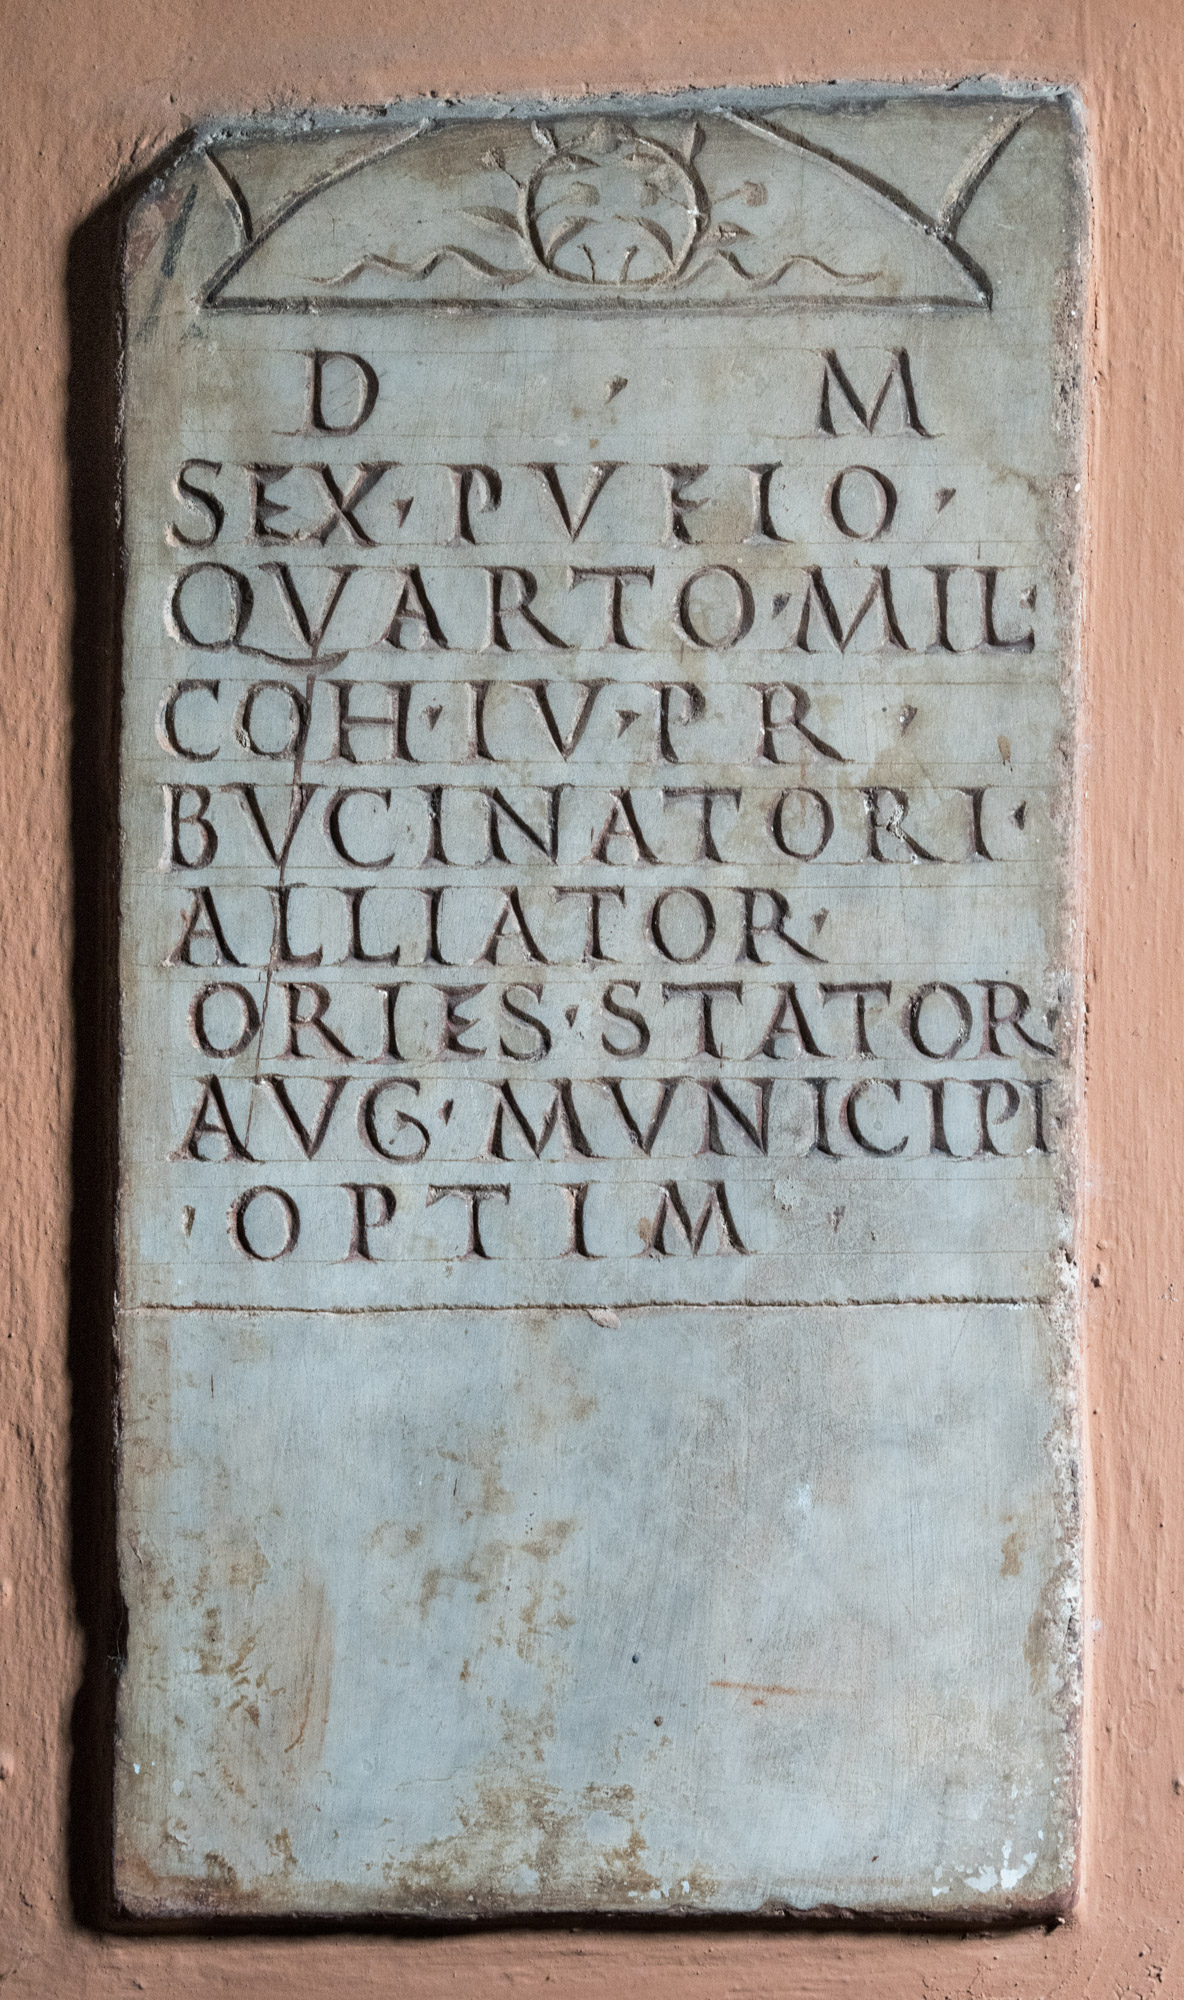 D · M
SEX · PVFIO ·
QVARTO · MIL ·
COH · IV · PR ·
BVCINATORI ·
ALLIATOR ·
ORIES · STATOR ·
AVG · MVNICIPI ·
· OPTIM ·